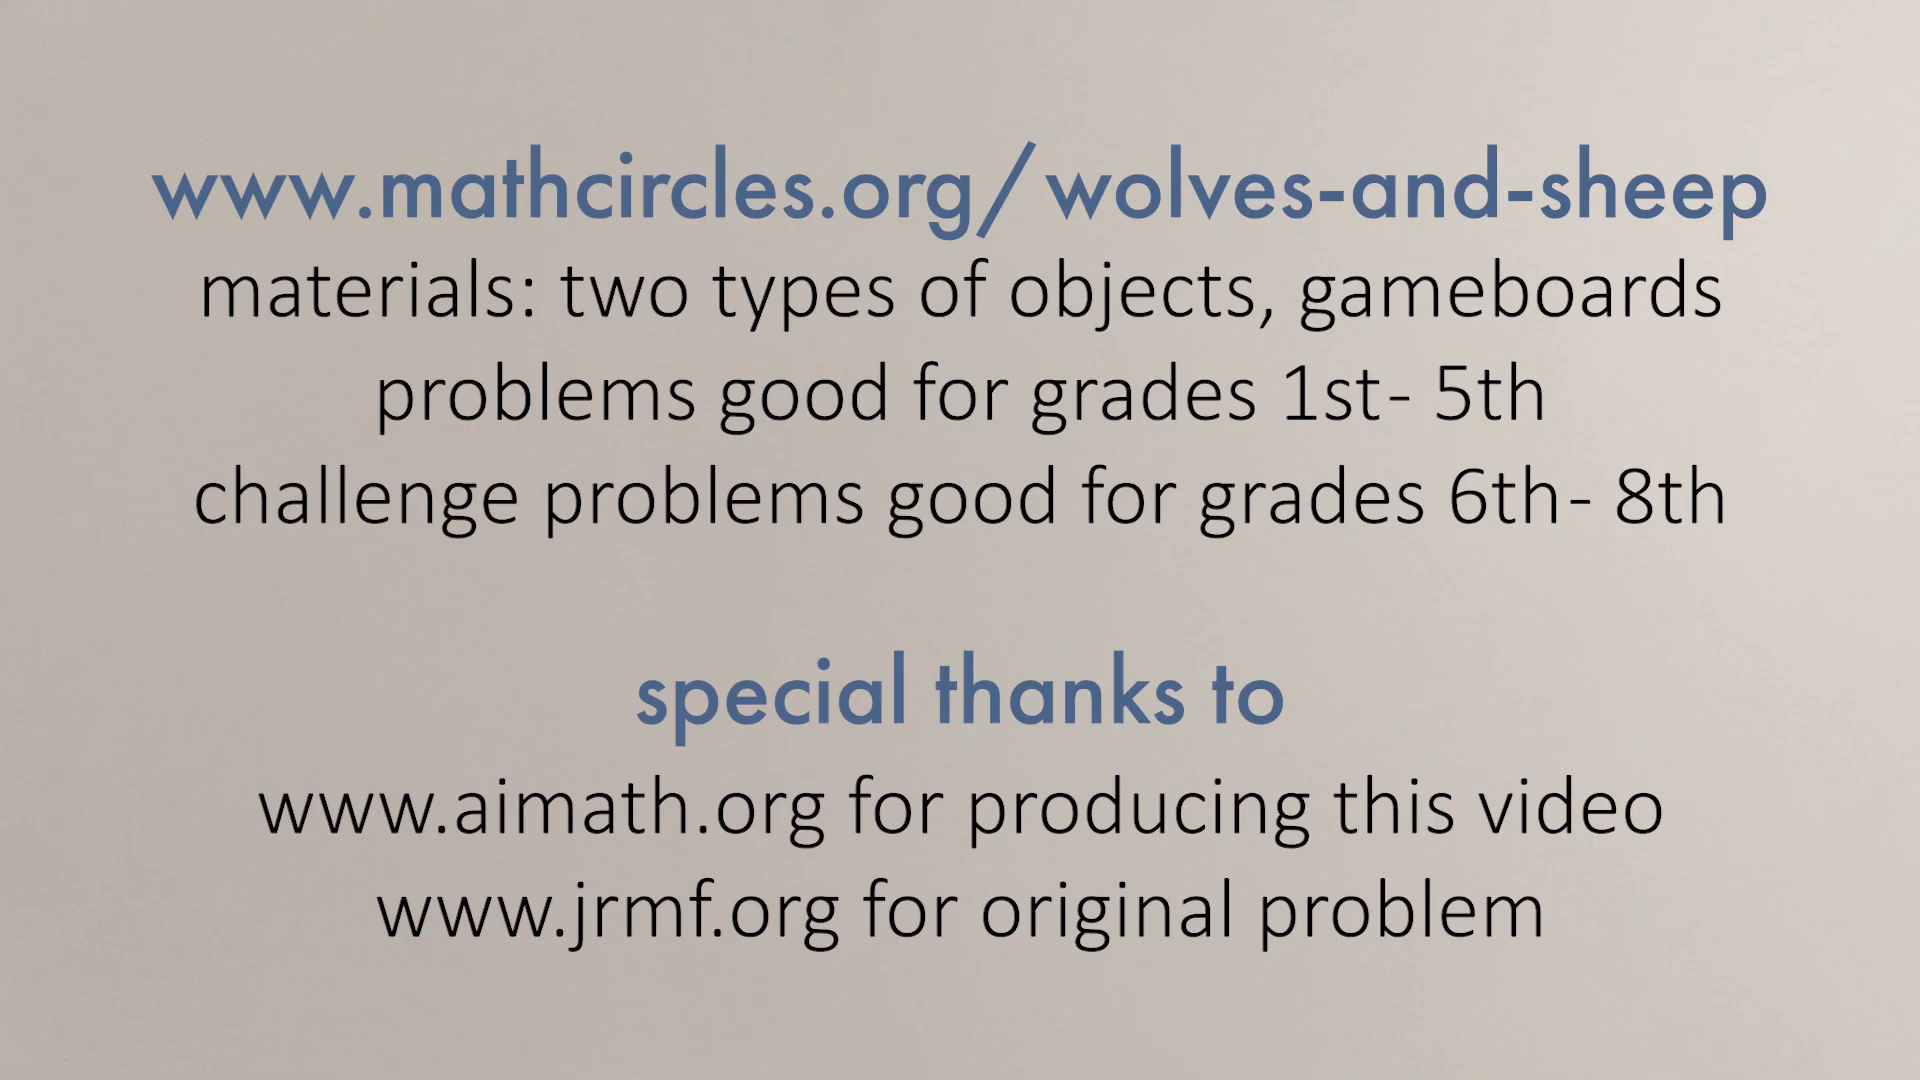 www.mathcircles.org/wolves-and-sheep
materials: two types of objects, gameboards
problems good for grades 1st- 5th
challenge problems good for grades 6th- 8th
special thanks to
www.aimath.org for producing this video
www.jrmf.org for original problem